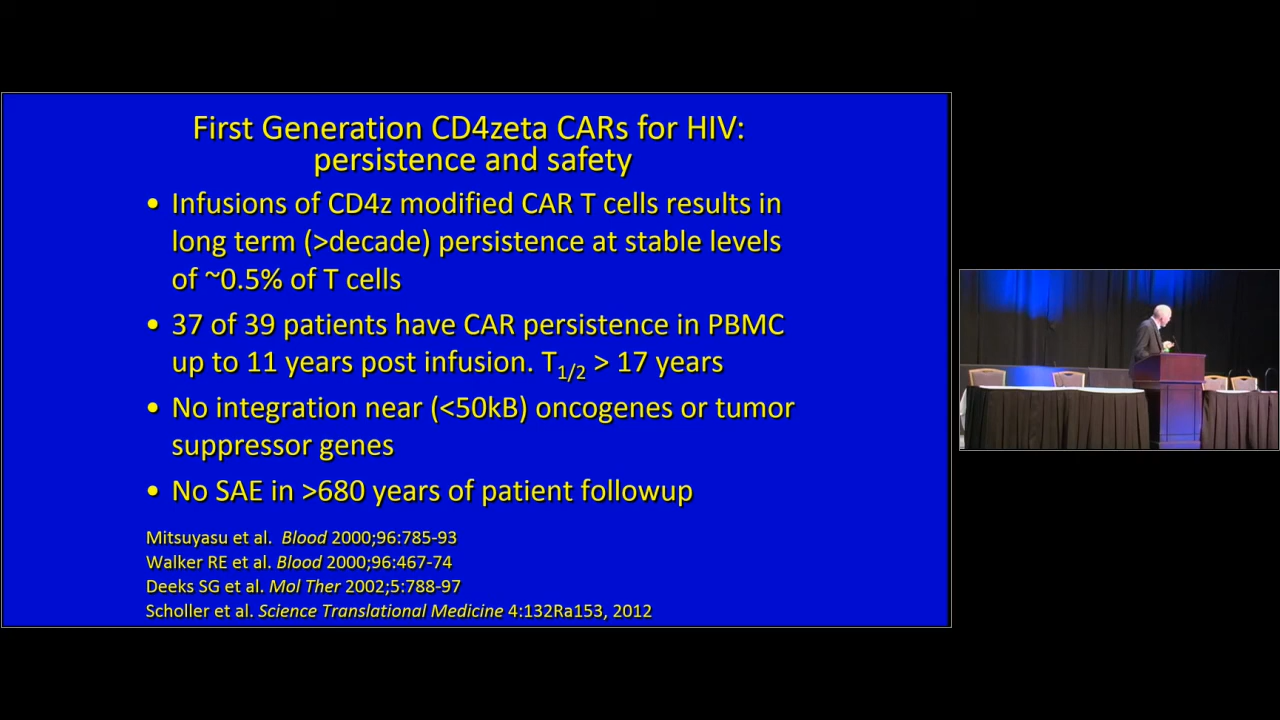 First Generation CD4zeta CARs for HIV:
persistence and safety
• Infusions of CD4z modified CAR T cells results in
long term (>decade) persistence at stable levels
of ~0.5% of T cells
• 37 of 39 patients have CAR persistence in PBMC
up to 11 years post infusion. T1/2 > 17 years
• No integration near (<50kB) oncogenes or tumor
suppressor genes
• No SAE in >680 years of patient followup
Mitsuyasu et al. Blood 2000;96:785-93
Walker RE et al. Blood 2000;96:467-74
Deeks SG et al. Mol Ther 2002;5:788-97
Scholler et al. Science Translational Medicine 4:132Ra153, 2012